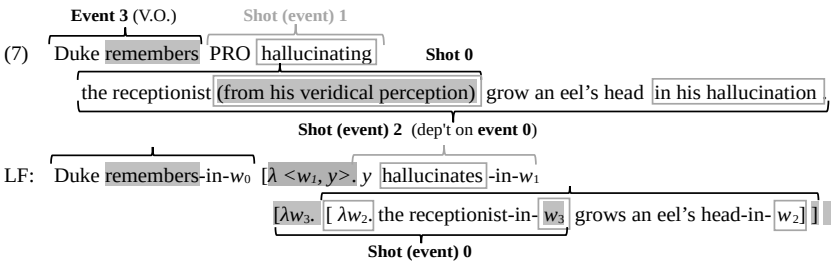 Event 3 (V.O.) Shot (event) 1
(7) Duke remembers PRO hallucinating Shot 0
the receptionist (from his veridical perception) grow an eel's head in his hallucination.
Shot (event) 2 (dep't on event 0)
LF: Duke remembers-in-w₀ [λ <w₁, y>. y hallucinates -in-w₁
[λw₃. [ λw₂. the receptionist-in- w₃ grows an eel's head-in- w₂] ]
Shot (event) 0